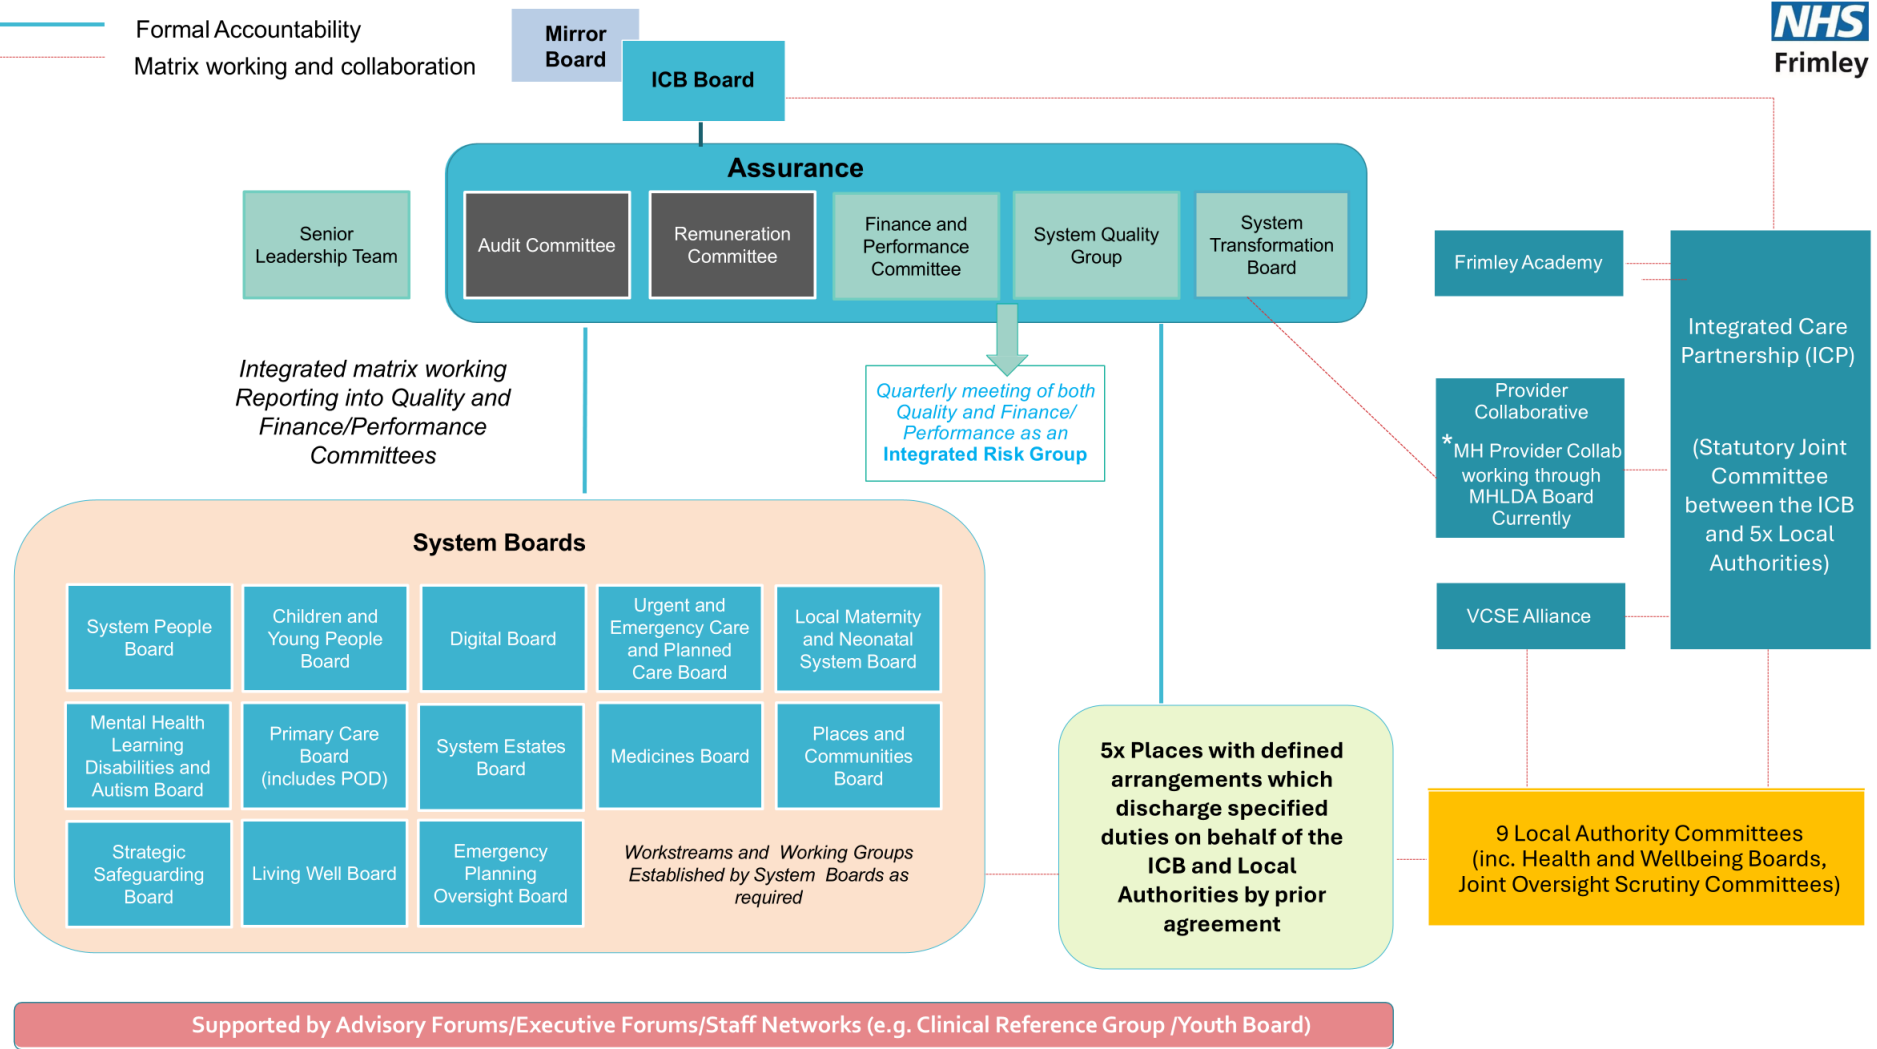 Formal Accountability
Matrix working and collaboration
Mirror
Board
ICB Board
NHS
Frimley
Assurance
Senior
Leadership Team
Audit Committee
Remuneration
Committee
Finance and
Performance
Committee
System Quality
Group
System
Transformation
Board
Frimley Academy
Integrated Care
Partnership (ICP)
(Statutory Joint
Committee
between the ICB
and 5x Local
Authorities)
Integrated matrix working
Reporting into Quality and
Finance/Performance
Committees
Quarterly meeting of both
Quality and Finance/
Performance as an
Integrated Risk Group
Provider
Collaborative
*MH Provider Collab
working through
MHLDA Board
Currently
VCSE Alliance
System Boards
System People
Board
Children and
Young People
Board
Digital Board
Urgent and
Emergency Care
and Planned
Care Board
Local Maternity
and Neonatal
System Board
Mental Health
Learning
Disabilities and
Autism Board
Primary Care
Board
(includes POD)
System Estates
Board
Medicines Board
Places and
Communities
Board
Strategic
Safeguarding
Board
Living Well Board
Emergency
Planning
Oversight Board
Workstreams and Working Groups
Established by System Boards as
required
5x Places with defined
arrangements which
discharge specified
duties on behalf of the
ICB and Local
Authorities by prior
agreement
9 Local Authority Committees
(inc. Health and Wellbeing Boards,
Joint Oversight Scrutiny Committees)
Supported by Advisory Forums/Executive Forums/Staff Networks (e.g. Clinical Reference Group /Youth Board)